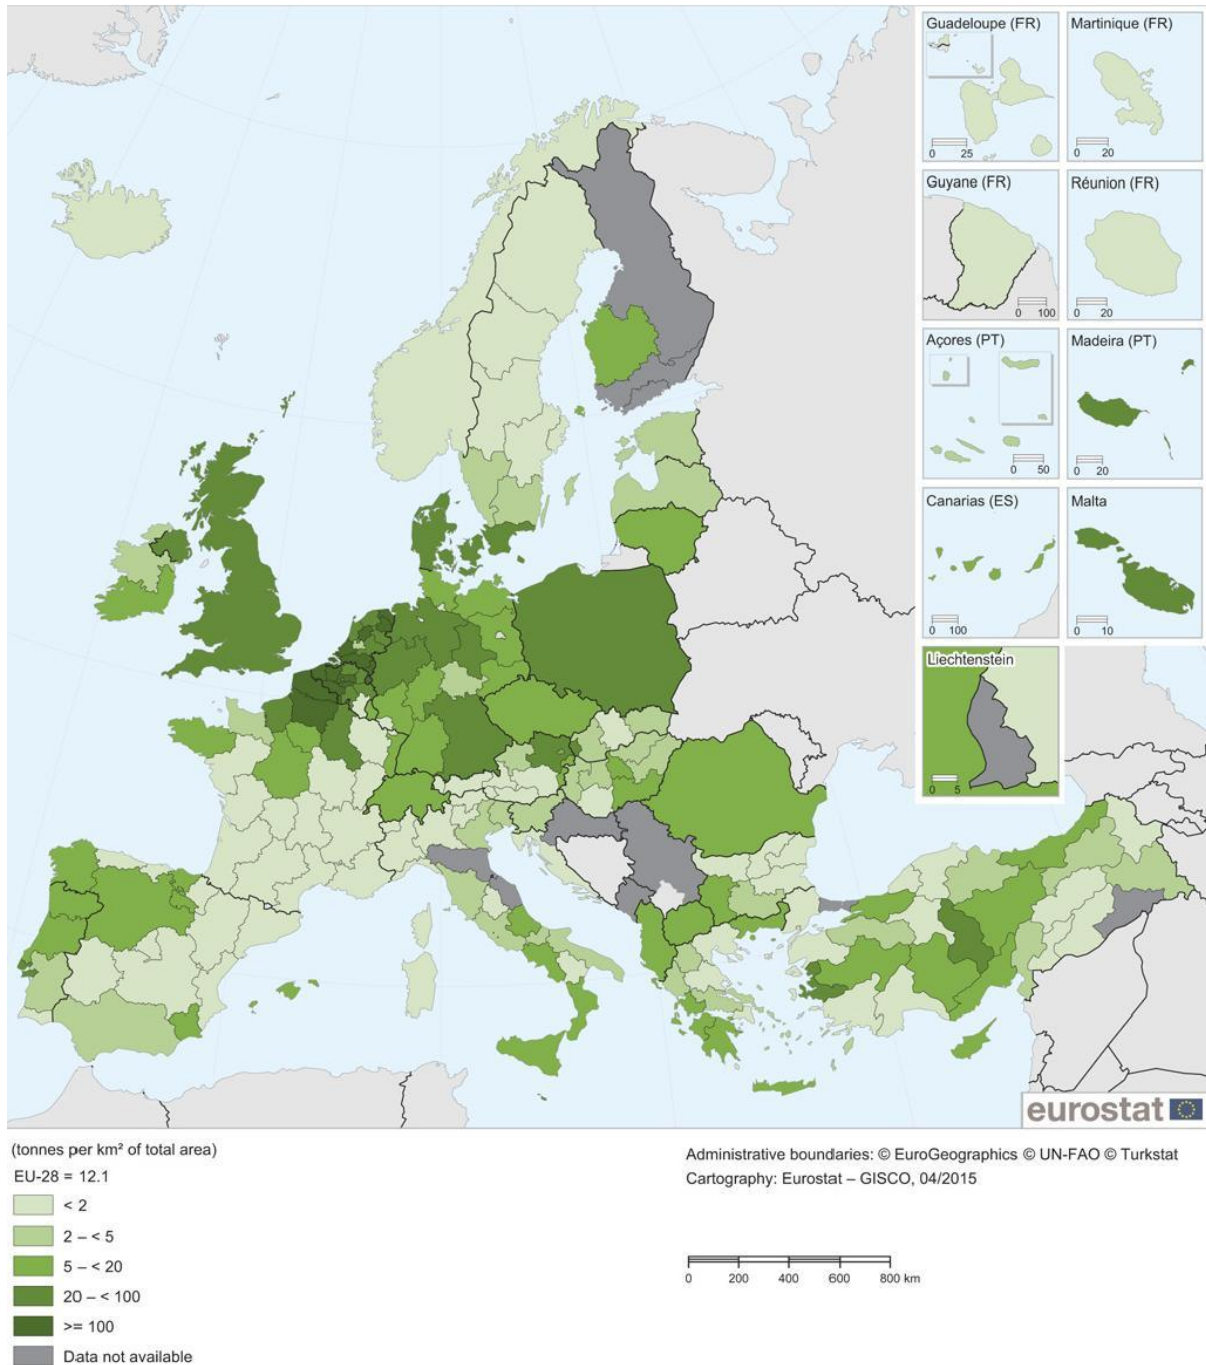 Guadeloupe (FR)
0 25
Martinique (FR)
0 20
Guyane (FR)
0 100
Réunion (FR)
0 20
Açores (PT)
0 50
Madeira (PT)
0 20
Canarias (ES)
0 100
Malta
0 10
Liechtenstein
0 5
eurostat
(tonnes per km² of total area)
EU-28 = 12.1
< 2
2 – < 5
5 – < 20
20 – < 100
>= 100
Data not available
Administrative boundaries: © EuroGeographics © UN-FAO © Turkstat
Cartography: Eurostat – GISCO, 04/2015
0 200 400 600 800 km